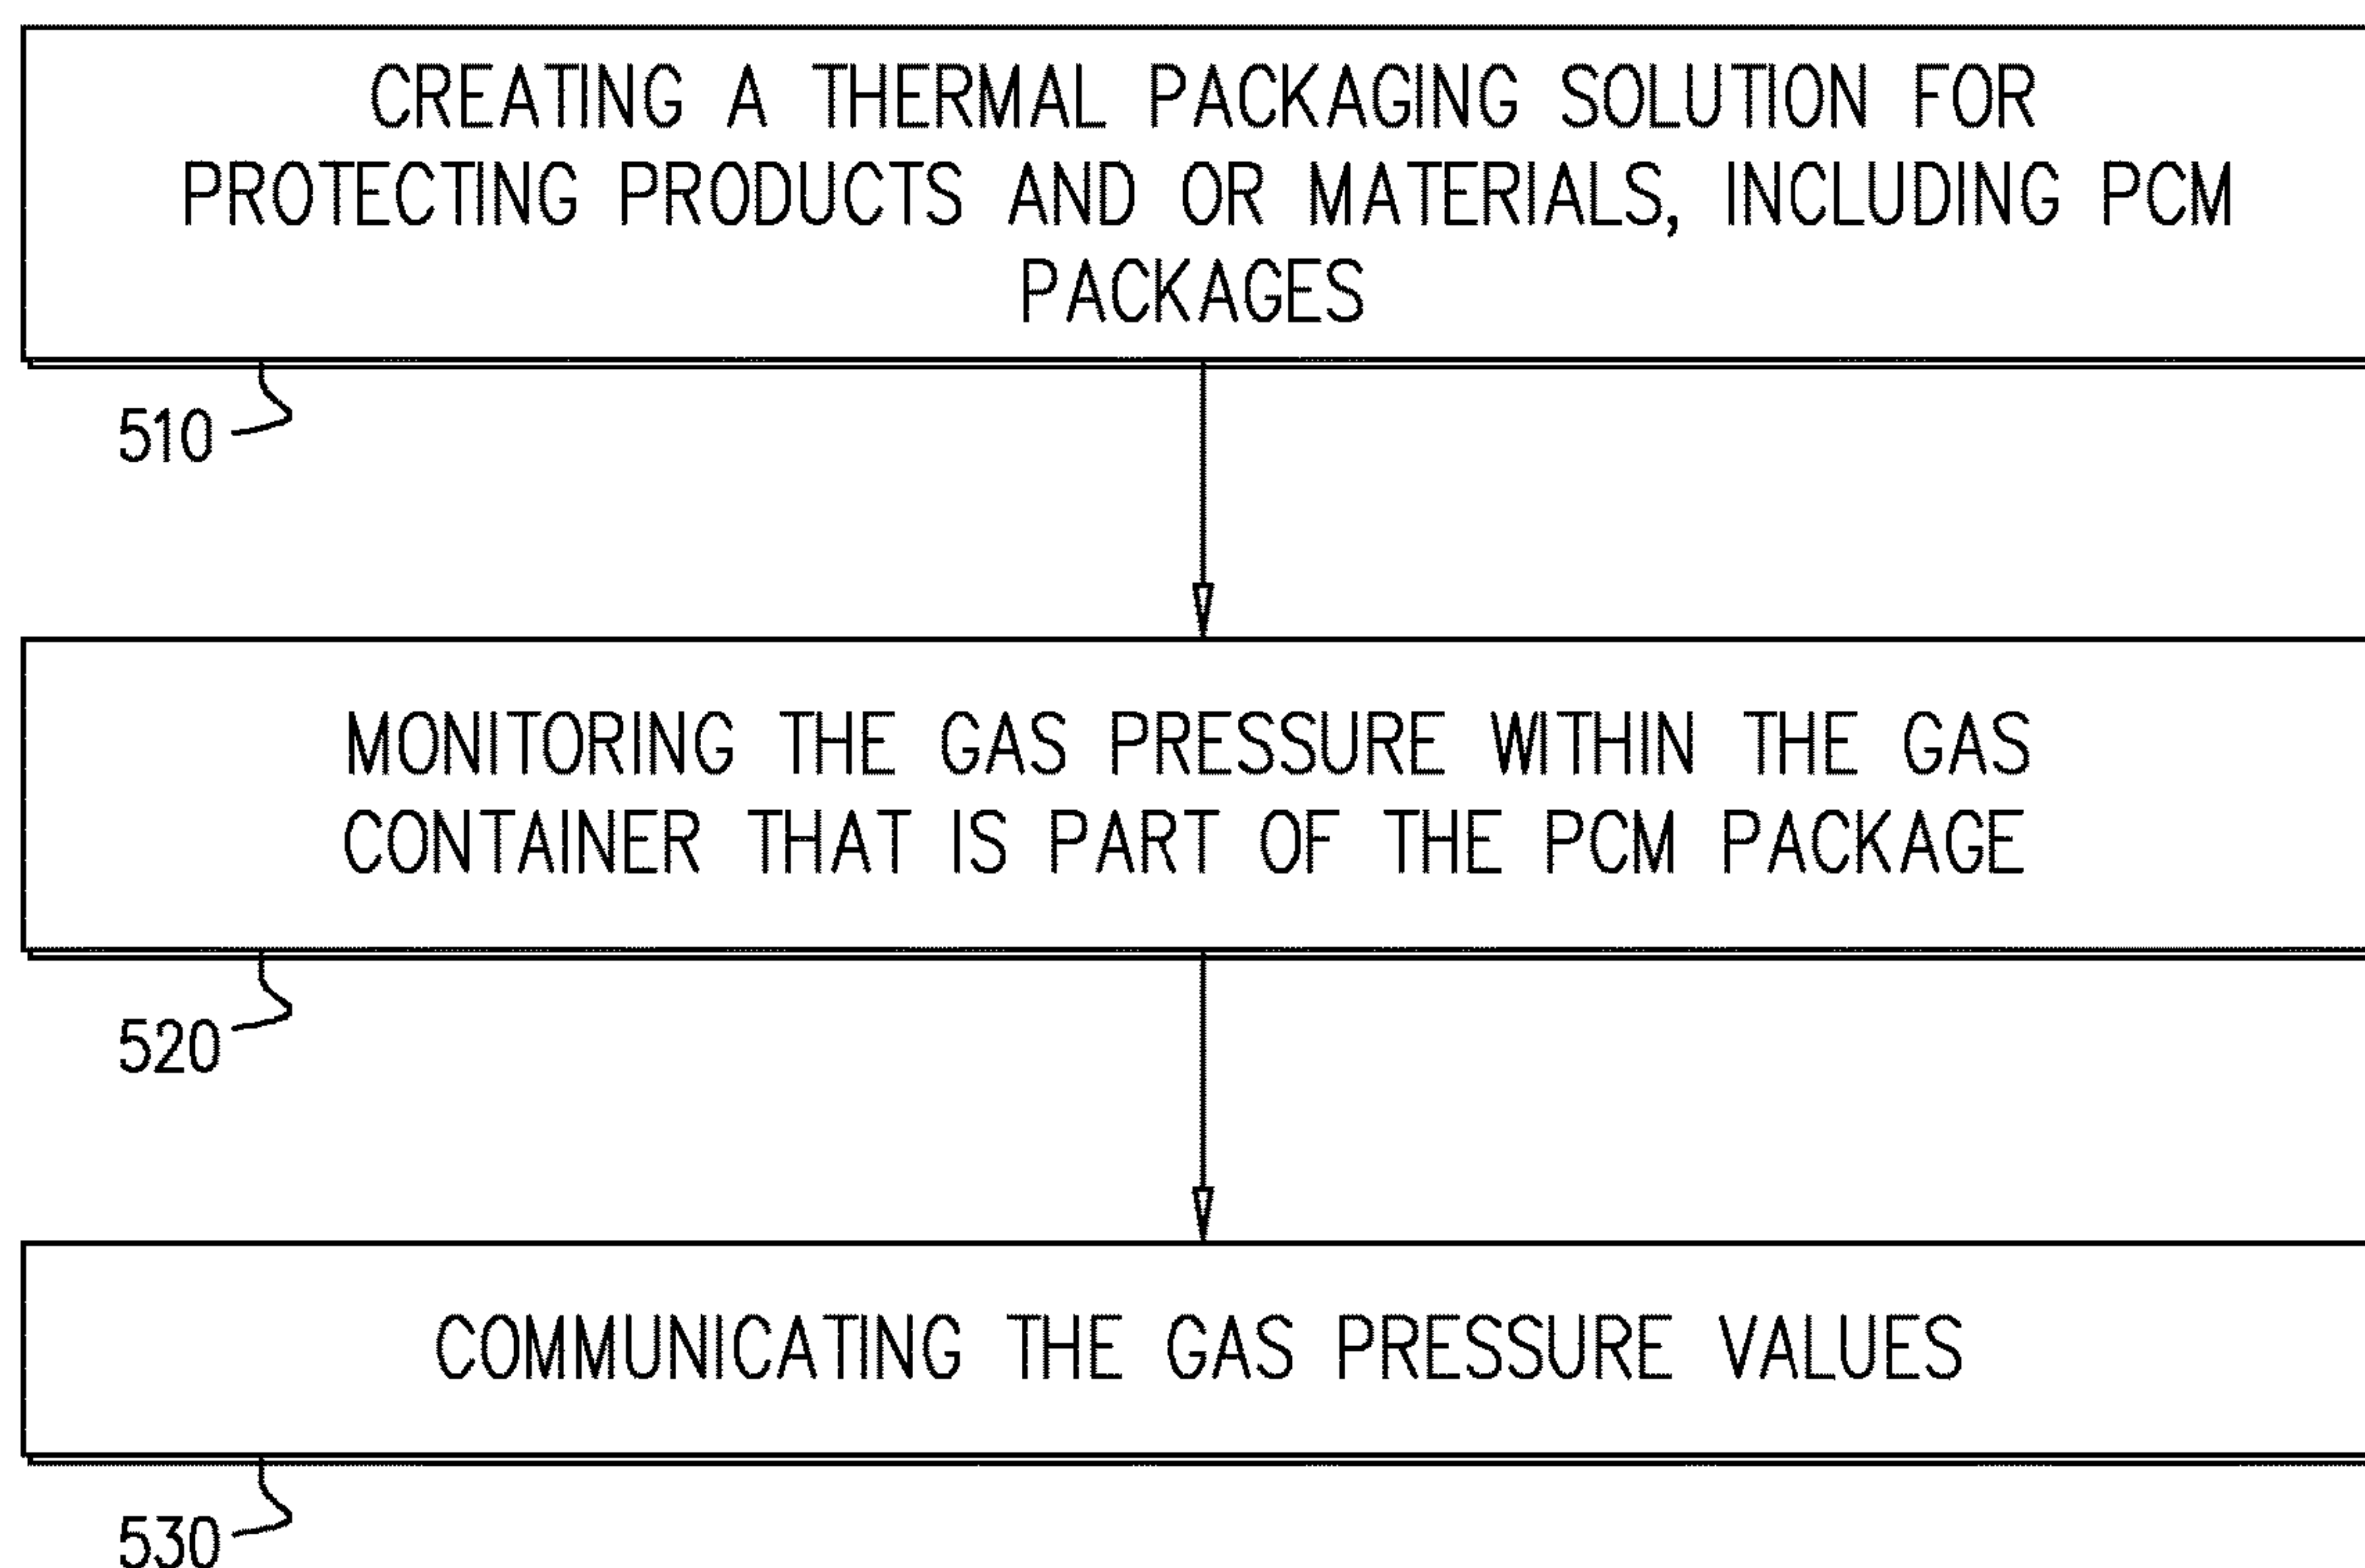 CREATING A THERMAL PACKAGING SOLUTION FOR
PROTECTING PRODUCTS AND OR MATERIALS, INCLUDING PCM
PACKAGES
510
MONITORING THE GAS PRESSURE WITHIN THE GAS
CONTAINER THAT IS PART OF THE PCM PACKAGE
520
COMMUNICATING THE GAS PRESSURE VALUES
530